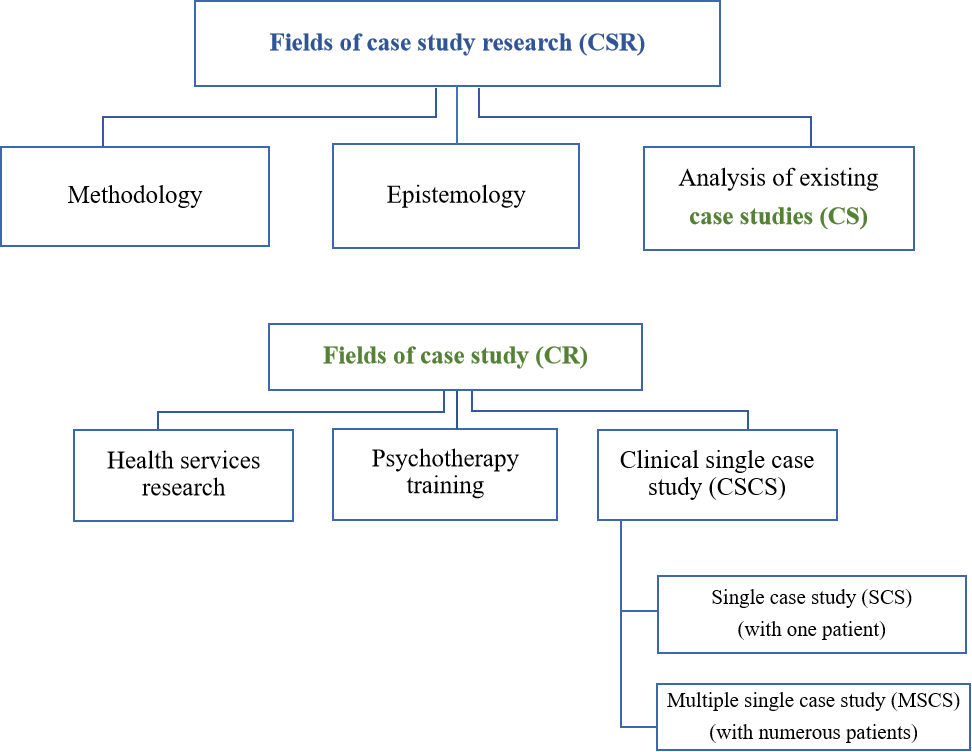 Fields of case study research (CSR)
Methodology
Epistemology
Analysis of existing
case studies (CS)
Fields of case study (CR)
Health services
research
Psychotherapy
training
Clinical single case
study (CSCS)
Single case study (SCS)
(with one patient)
Multiple single case study (MSCS)
(with numerous patients)